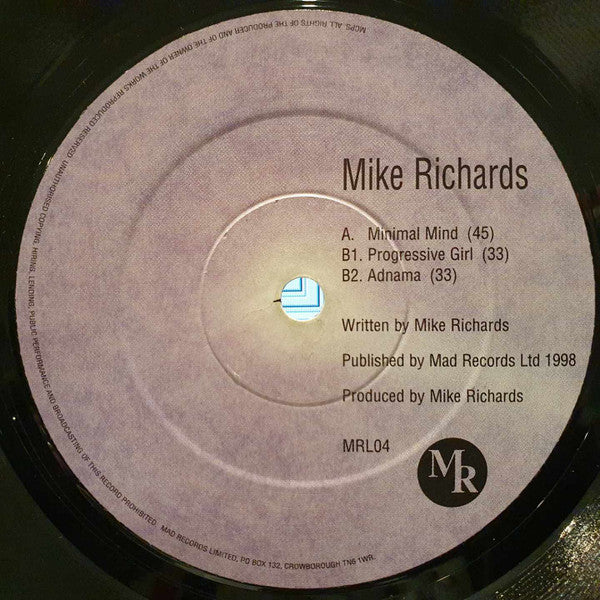 Mike Richards
A. Minimal Mind (45)
B1. Progressive Girl (33)
B2. Adnama (33)
Written by Mike Richards
Published by Mad Records Ltd 1998
Produced by Mike Richards
MRL04
MR
MCPS. ALL RIGHTS OF THE PRODUCER AND OF THE OWNER OF THE WORKS REPRODUCED RESERVED. UNAUTHORISED COPYING, HIRING, LENDING, PUBLIC PERFORMANCE AND BROADCASTING OF THIS RECORD PROHIBITED. MAD RECORDS LIMITED, PO BOX 132, CROWBOROUGH TN6 1WR.